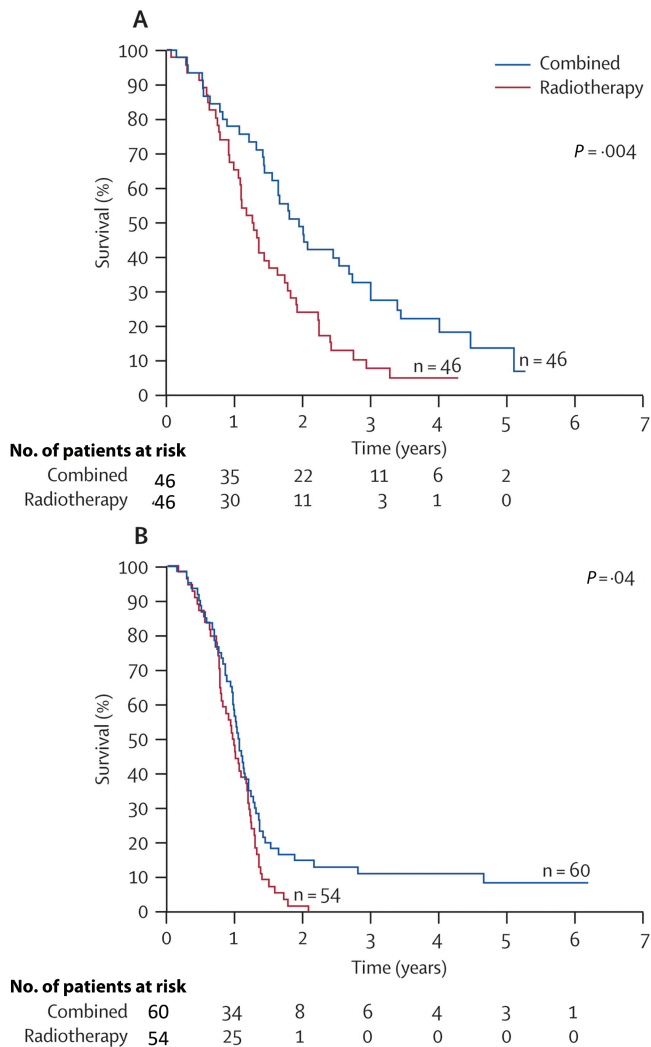 A
100
90
80
70
60
50
40
30
20
10
0
Survival (%)
Combined
Radiotherapy
P = ·004
n = 46
n = 46
0 1 2 3 4 5 6 7
Time (years)
No. of patients at risk
Combined 46 35 22 11 6 2
Radiotherapy ·46 30 11 3 1 0
B
100
90
80
70
60
50
40
30
20
10
0
Survival (%)
P = ·04
n = 60
n = 54
0 1 2 3 4 5 6 7
Time (years)
No. of patients at risk
Combined 60 34 8 6 4 3 1
Radiotherapy 54 25 1 0 0 0 0